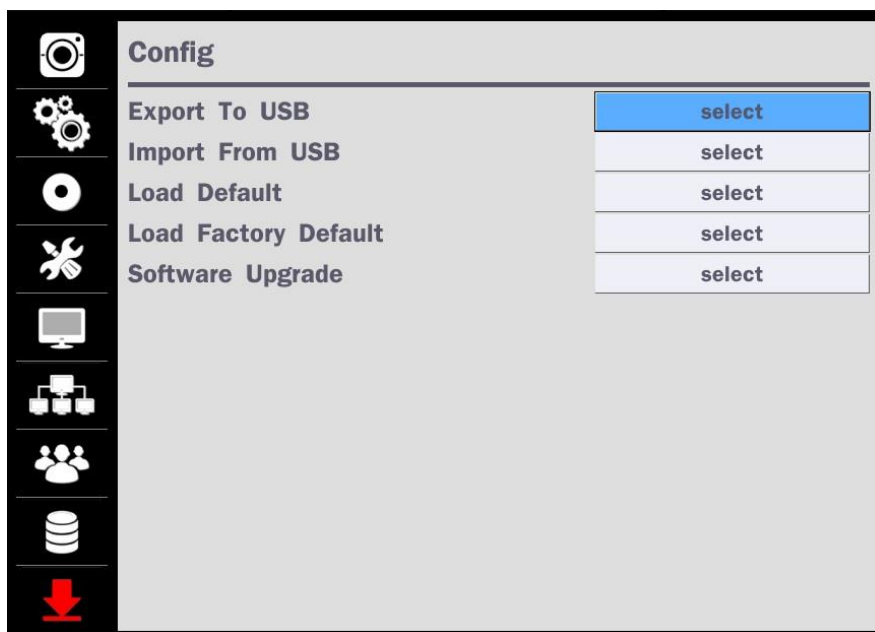 Config
Export To USB select
Import From USB select
Load Default select
Load Factory Default select
Software Upgrade select